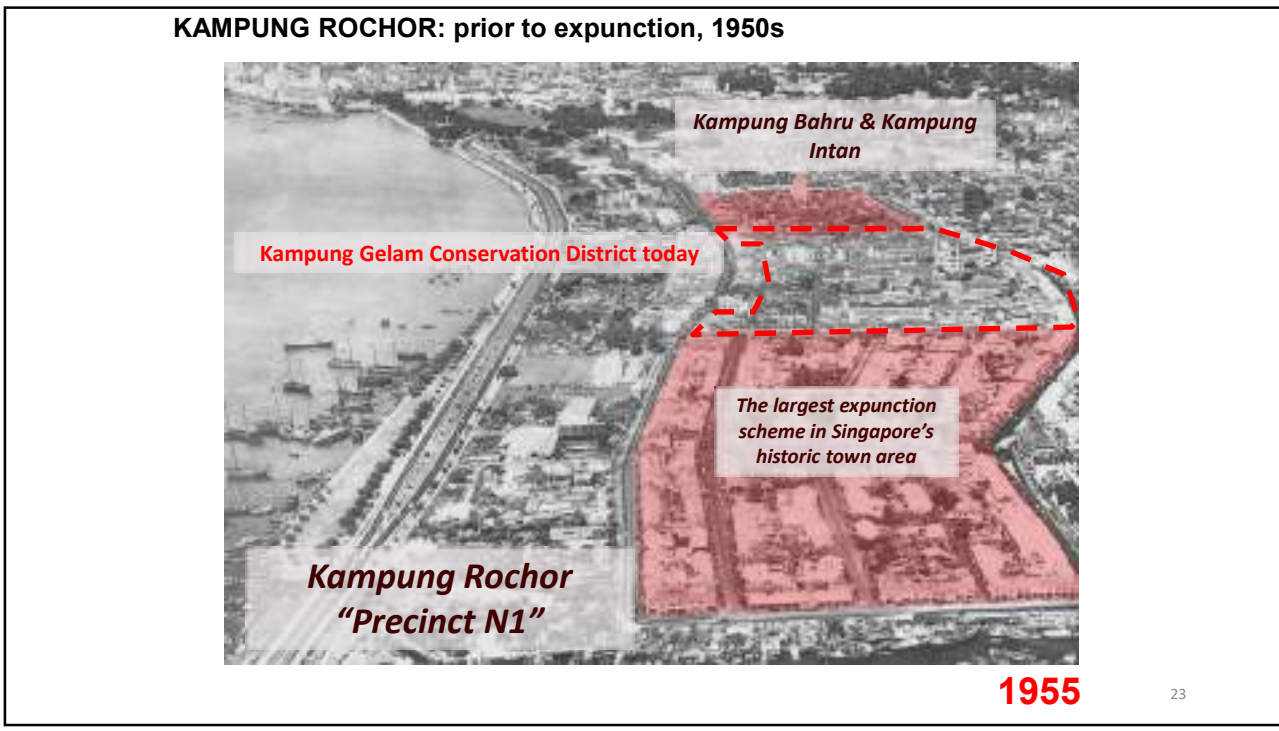 KAMPUNG ROCHOR: prior to expunction, 1950s
Kampung Bahru & Kampung
Intan
Kampung Gelam Conservation District today
The largest expunction
scheme in Singapore’s
historic town area
Kampung Rochor
“Precinct N1”
1955
23